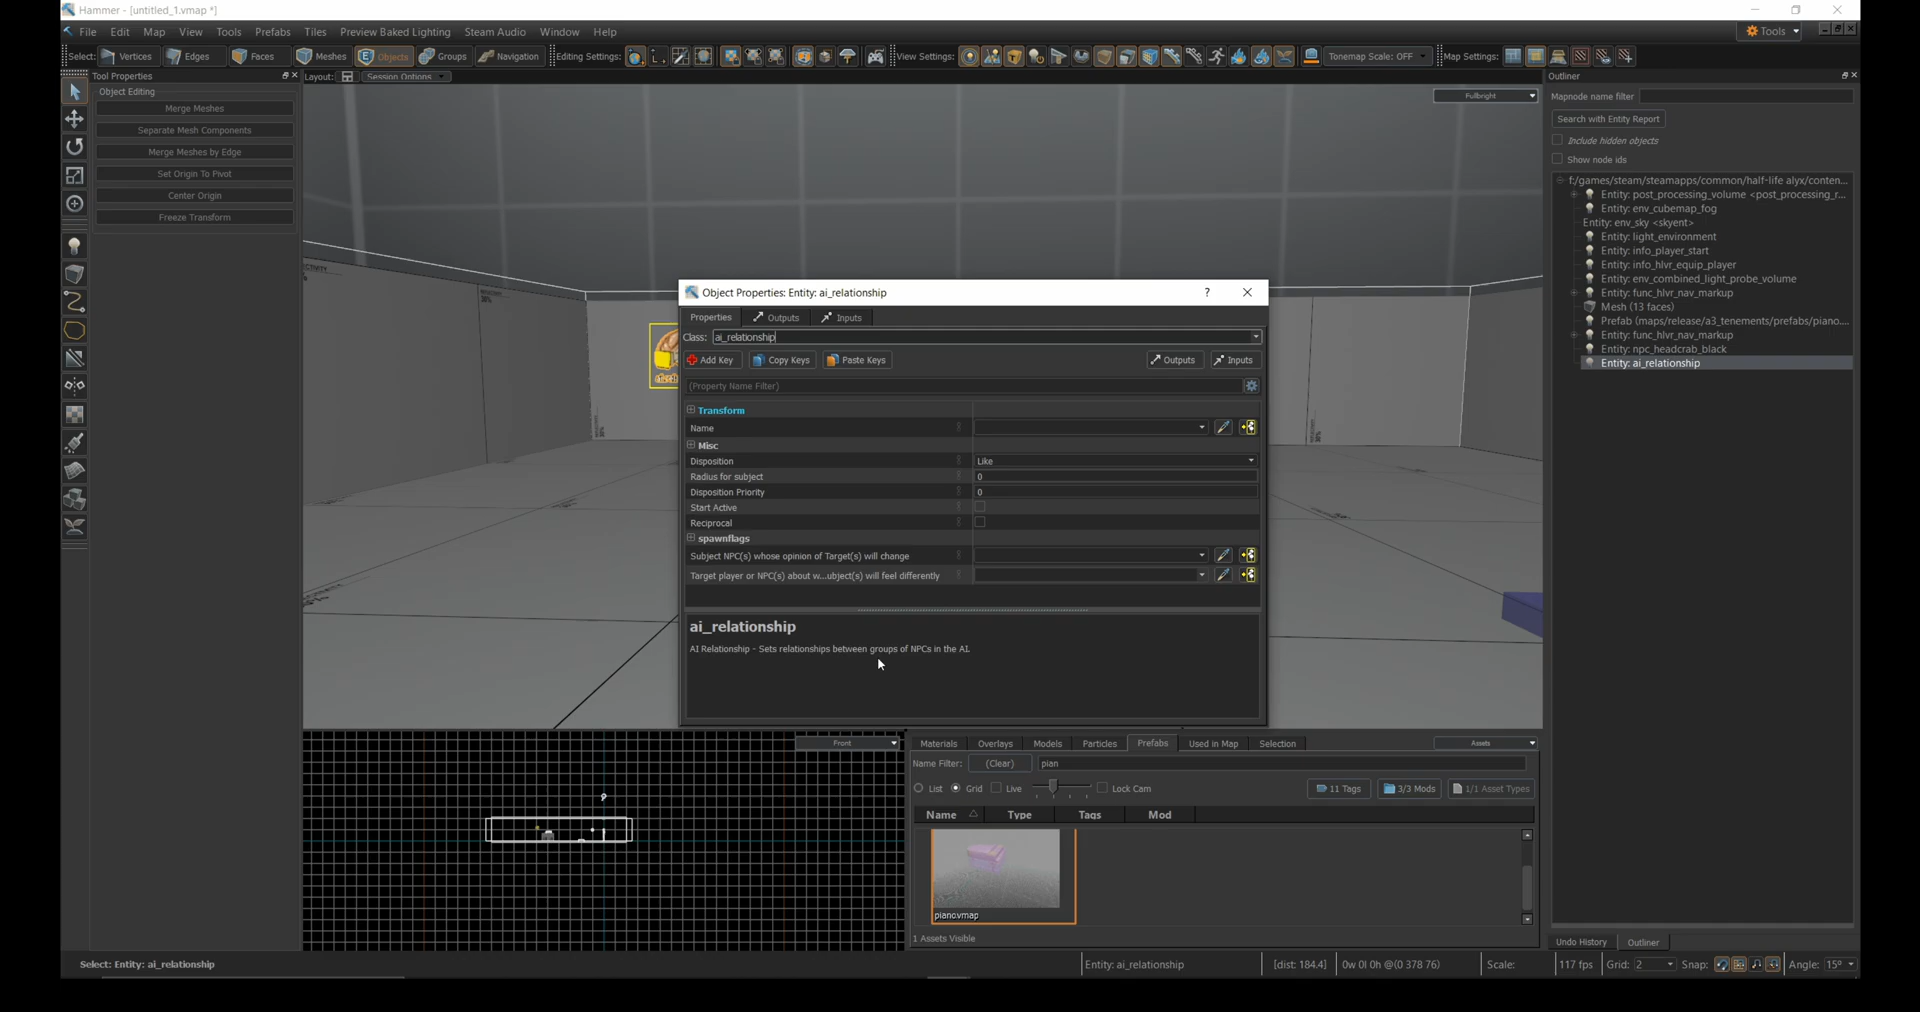 Hammer - [untitled_1.vmap *]
File Edit Map View Tools Prefabs Tiles Preview Baked Lighting Steam Audio Window Help
Tools
Select: Vertices Edges Faces Meshes Objects Groups Navigation Editing Settings: View Settings: Tonemap Scale: OFF Map Settings:
Tool Properties
Layout: Session Options
Outliner
Object Editing
Merge Meshes
Separate Mesh Components
Merge Meshes by Edge
Set Origin To Pivot
Center Origin
Freeze Transform
Fullbright
Mapnode name filter
Search with Entity Report
Include hidden objects
Show node ids
f:/games/steam/steamapps/common/half-life alyx/conten...
Entity: post_processing_volume <post_processing_r...
Entity: env_cubemap_fog
Entity: env_sky <skyent>
Entity: light_environment
Entity: info_player_start
Entity: info_hlvr_equip_player
Entity: env_combined_light_probe_volume
Entity: func_hlvr_nav_markup
Mesh (13 faces)
Prefab (maps/release/a3_tenements/prefabs/piano....
Entity: func_hlvr_nav_markup
Entity: npc_headcrab_black
Entity: ai_relationship
Object Properties: Entity: ai_relationship
?
Properties Outputs Inputs
Class: ai_relationship
Add Key Copy Keys Paste Keys Outputs Inputs
(Property Name Filter)
Transform
Name
Misc
Disposition Like
Radius for subject 0
Disposition Priority 0
Start Active
Reciprocal
spawnflags
Subject NPC(s) whose opinion of Target(s) will change
Target player or NPC(s) about w...ubject(s) will feel differently
ai_relationship
AI Relationship - Sets relationships between groups of NPCs in the AI.
Front
Materials Overlays Models Particles Prefabs Used in Map Selection Assets
Name Filter: (Clear) pian
List Grid Live Lock Cam 11 Tags 3/3 Mods 1/1 Asset Types
Name Type Tags Mod
piano.vmap
1 Assets Visible
Undo History Outliner
Select: Entity: ai_relationship
Entity: ai_relationship [dist: 184.4] 0w 0l 0h @(0 378 76) Scale: 117 fps Grid: 2 Snap: Angle: 15°